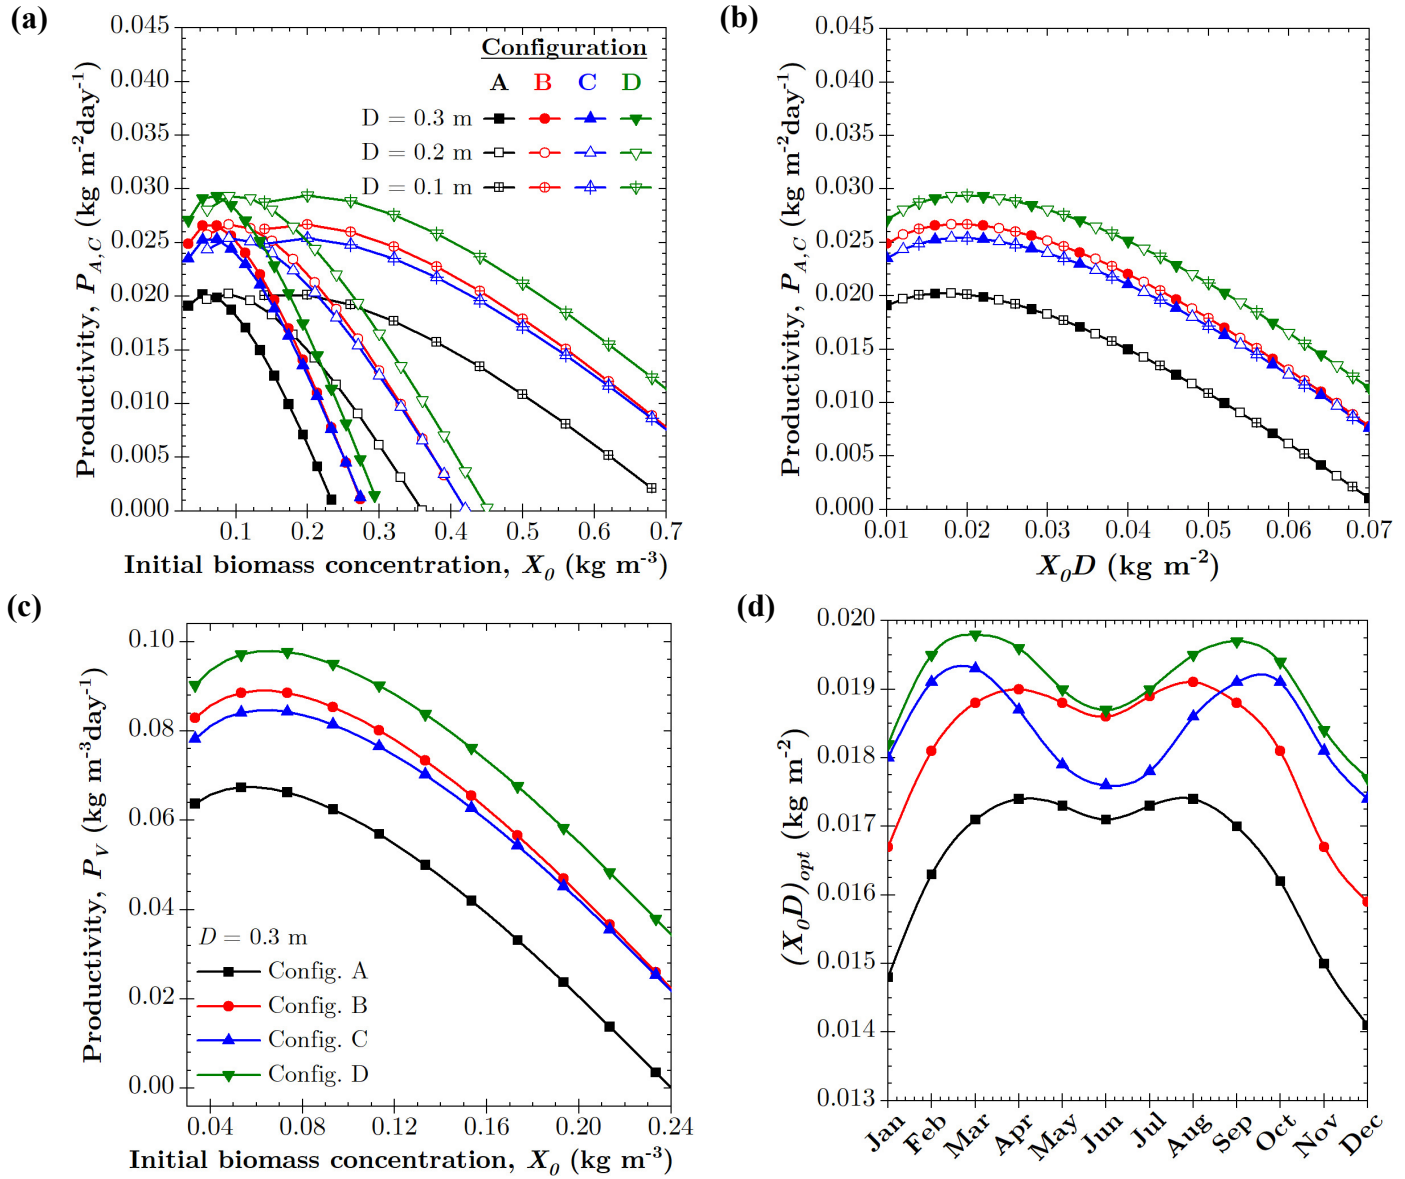 (a)
0.045
0.040
0.035
0.030
0.025
0.020
0.015
0.010
0.005
0.000
Productivity, P_{A,C} (kg m^{-2}day^{-1})
Configuration
A B C D
D = 0.3 m
D = 0.2 m
D = 0.1 m
0.1 0.2 0.3 0.4 0.5 0.6 0.7
Initial biomass concentration, X_0 (kg m^{-3})
(b)
0.045
0.040
0.035
0.030
0.025
0.020
0.015
0.010
0.005
0.000
Productivity, P_{A,C} (kg m^{-2}day^{-1})
0.01 0.02 0.03 0.04 0.05 0.06 0.07
X_0D (kg m^{-2})
(c)
0.10
0.08
0.06
0.04
0.02
0.00
Productivity, P_V (kg m^{-3}day^{-1})
D = 0.3 m
Config. A
Config. B
Config. C
Config. D
0.04 0.08 0.12 0.16 0.20 0.24
Initial biomass concentration, X_0 (kg m^{-3})
(d)
0.020
0.019
0.018
0.017
0.016
0.015
0.014
0.013
(X_0D)_{opt} (kg m^{-2})
Jan Feb Mar Apr May Jun Jul Aug Sep Oct Nov Dec